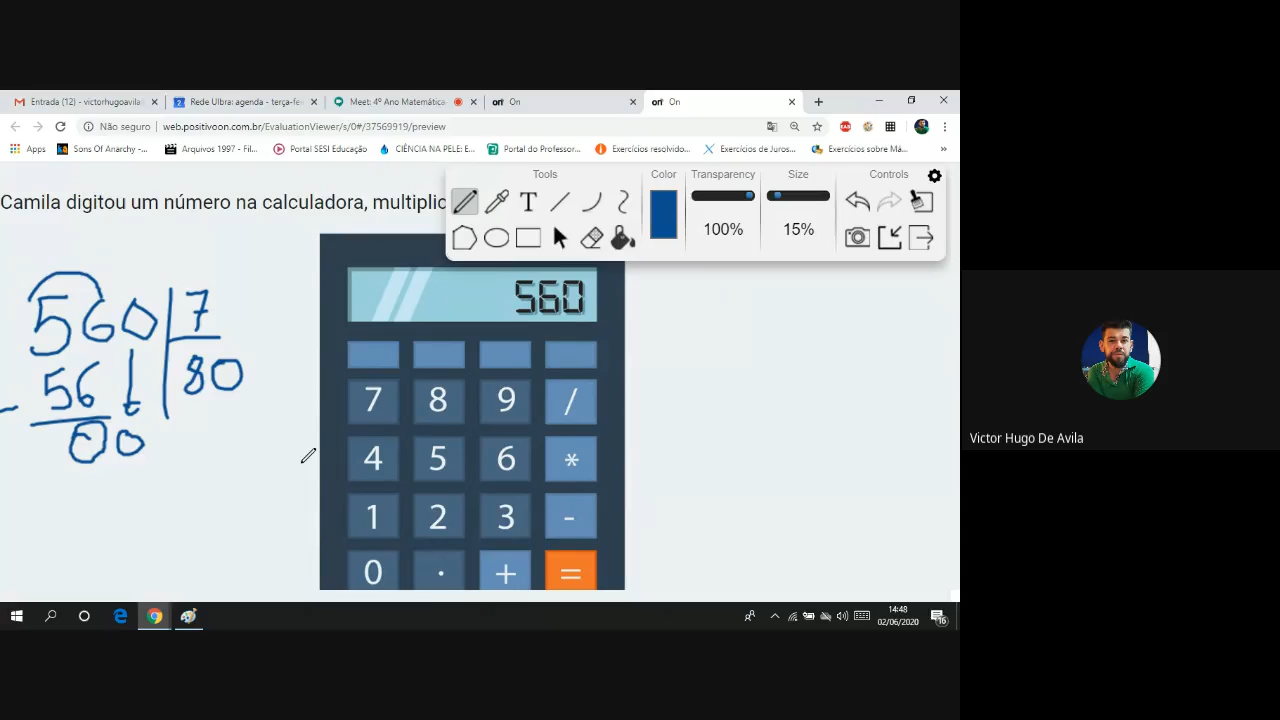 Entrada (12) - victorhugoavila
Rede Ulbra: agenda - terça-fe
Meet: 4º Ano Matemática
On
On
Não seguro
web.positivoon.com.br/EvaluationViewer/s/0#/37569919/preview
Apps
Sons Of Anarchy -...
Arquivos 1997 - Fil...
Portal SESI Educação
CIÊNCIA NA PELE: E...
Portal do Professor...
Exercícios resolvido...
Exercícios de Juros...
Exercícios sobre Má...
»
Tools
Color
Transparency
Size
Controls
T
100%
15%
Camila digitou um número na calculadora, multiplic
560
560 7
- 56 80
00
7 8 9 /
4 5 6 *
1 2 3 -
0 . + =
Victor Hugo De Avila
14:48
02/06/2020
16